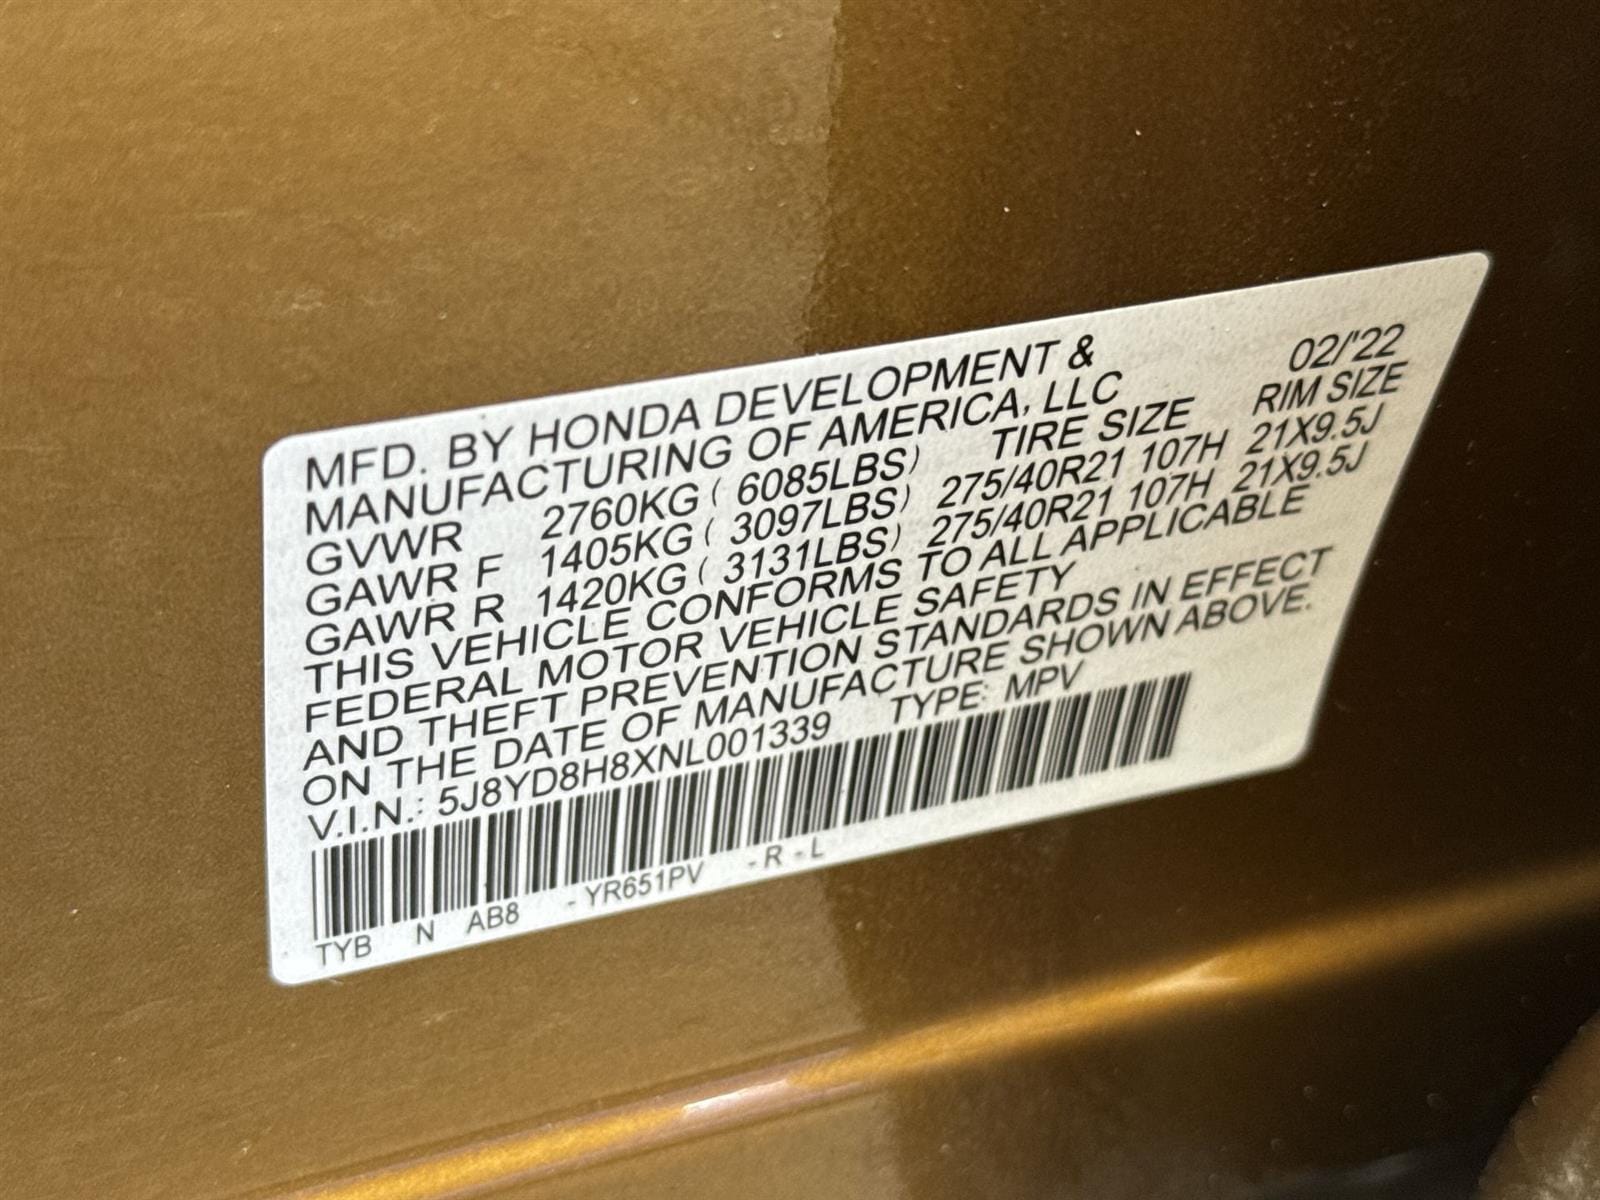 MFD. BY HONDA DEVELOPMENT & 02/'22
MANUFACTURING OF AMERICA, LLC RIM SIZE
TIRE SIZE
GVWR 2760KG ( 6085LBS)
GAWR F 1405KG ( 3097LBS) 275/40R21 107H 21X9.5J
GAWR R 1420KG ( 3131LBS) 275/40R21 107H 21X9.5J
THIS VEHICLE CONFORMS TO ALL APPLICABLE
FEDERAL MOTOR VEHICLE SAFETY
AND THEFT PREVENTION STANDARDS IN EFFECT
ON THE DATE OF MANUFACTURE SHOWN ABOVE.
V.I.N.: 5J8YD8H8XNL001339 TYPE: MPV
TYB N AB8 -YR651PV -R -L